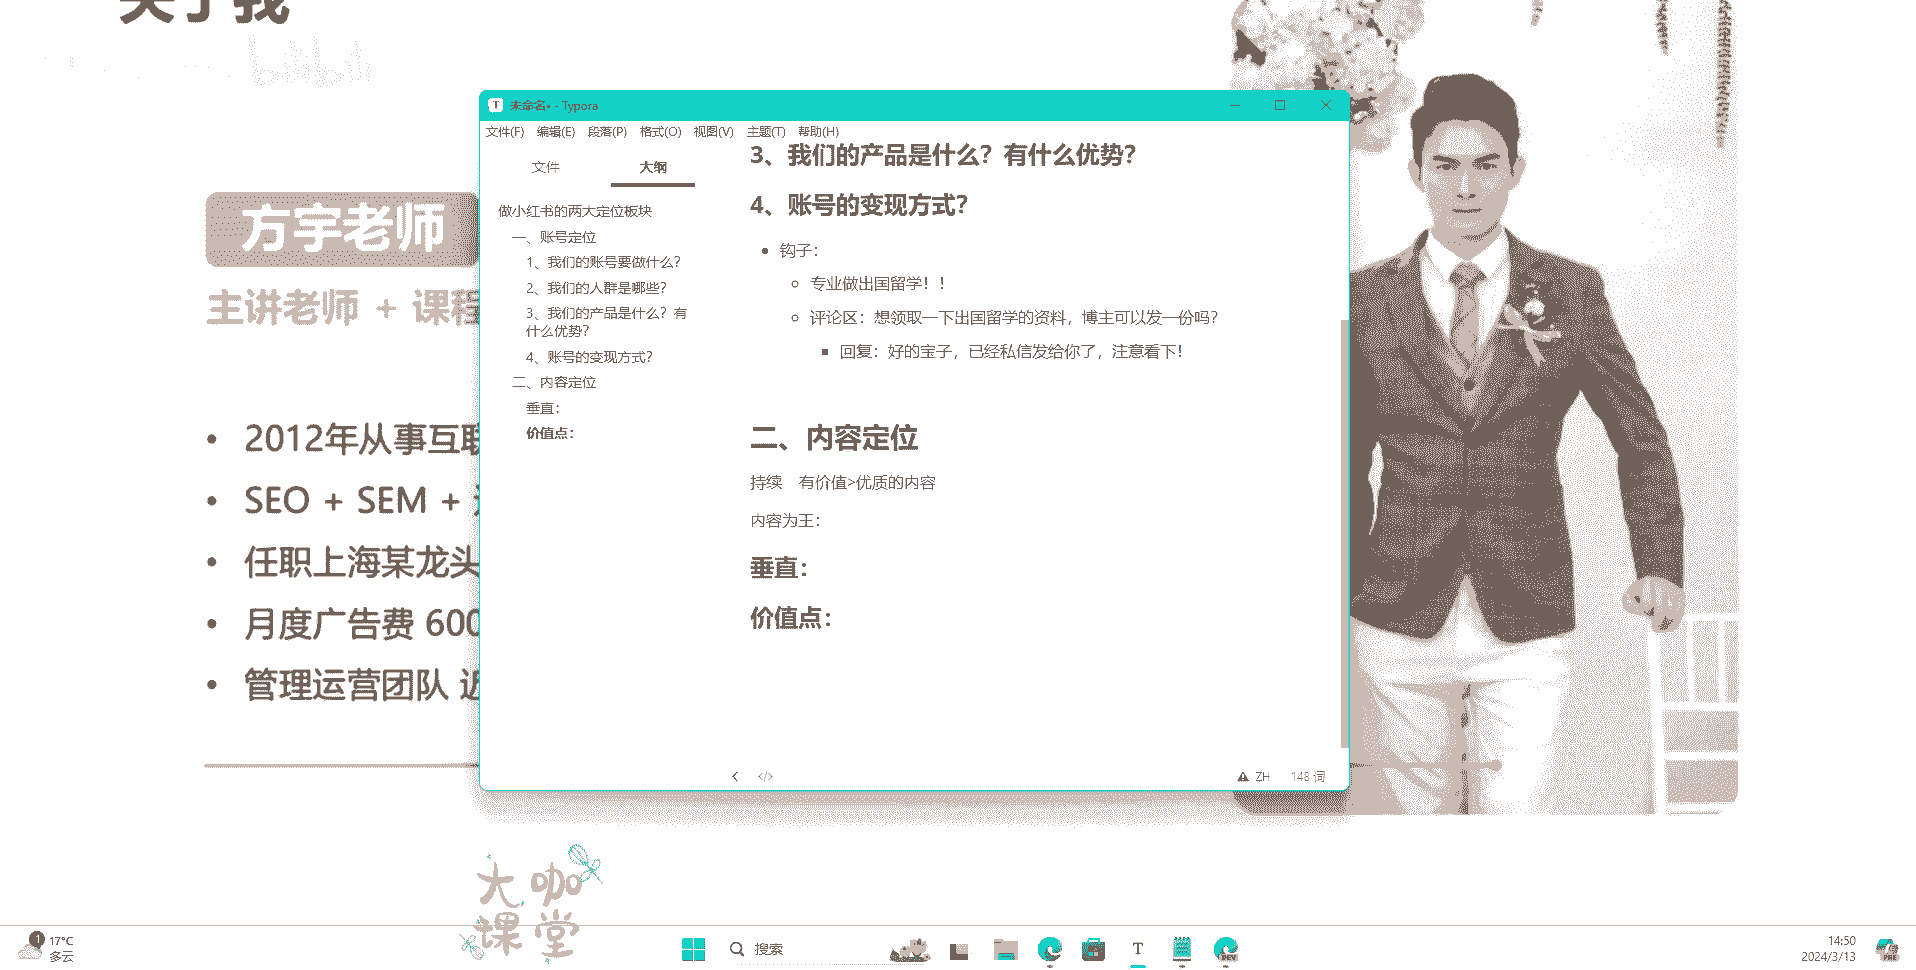 关于我
bilibili
方宇老师
主讲老师 + 课程
2012年从事互联
SEO + SEM +
任职上海某龙头
月度广告费 600
管理运营团队 近
未命名• - Typora
文件(F) 编辑(E) 段落(P) 格式(O) 视图(V) 主题(T) 帮助(H)
文件 大纲
做小红书的两大定位板块
一、账号定位
1、我们的账号要做什么？
2、我们的人群是哪些？
3、我们的产品是什么？有
什么优势？
4、账号的变现方式？
二、内容定位
垂直：
价值点：
3、我们的产品是什么？有什么优势？
4、账号的变现方式？
钩子：
专业做出国留学！！
评论区：想领取一下出国留学的资料，博主可以发一份吗？
回复：好的宝子，已经私信发给你了，注意看下！
二、内容定位
持续 有价值>优质的内容
内容为王：
垂直：
价值点：
</> ZH 148 词
大咖
课堂
1
17°C
多云
搜索
T
DEV
14:50
2024/3/13
PRE